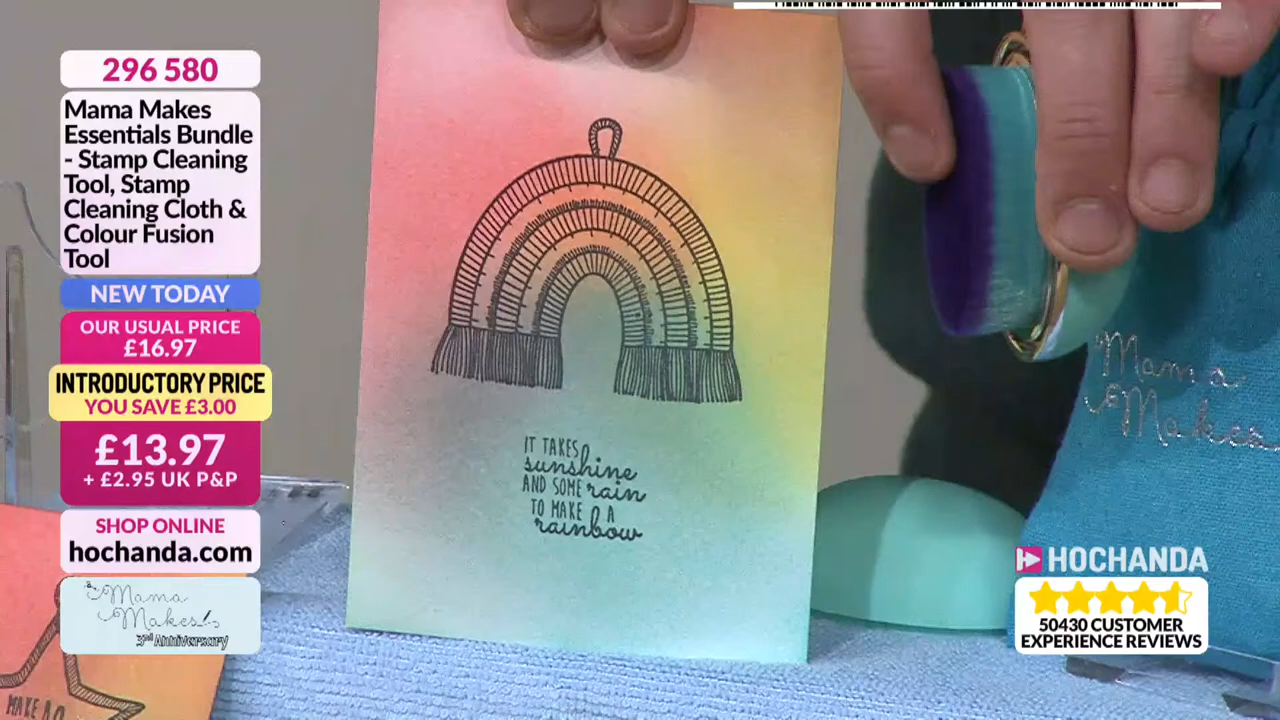 296 580
Mama Makes
Essentials Bundle
- Stamp Cleaning
Tool, Stamp
Cleaning Cloth &
Colour Fusion
Tool
NEW TODAY
OUR USUAL PRICE
£16.97
INTRODUCTORY PRICE
YOU SAVE £3.00
£13.97
+ £2.95 UK P&P
SHOP ONLINE
hochanda.com
Mama
Makes
3rd Anniversary
IT TAKES
sunshine
AND SOME rain
TO MAKE A
rainbow
Mama
Makes
HOCHANDA
50430 CUSTOMER
EXPERIENCE REVIEWS
MAKE